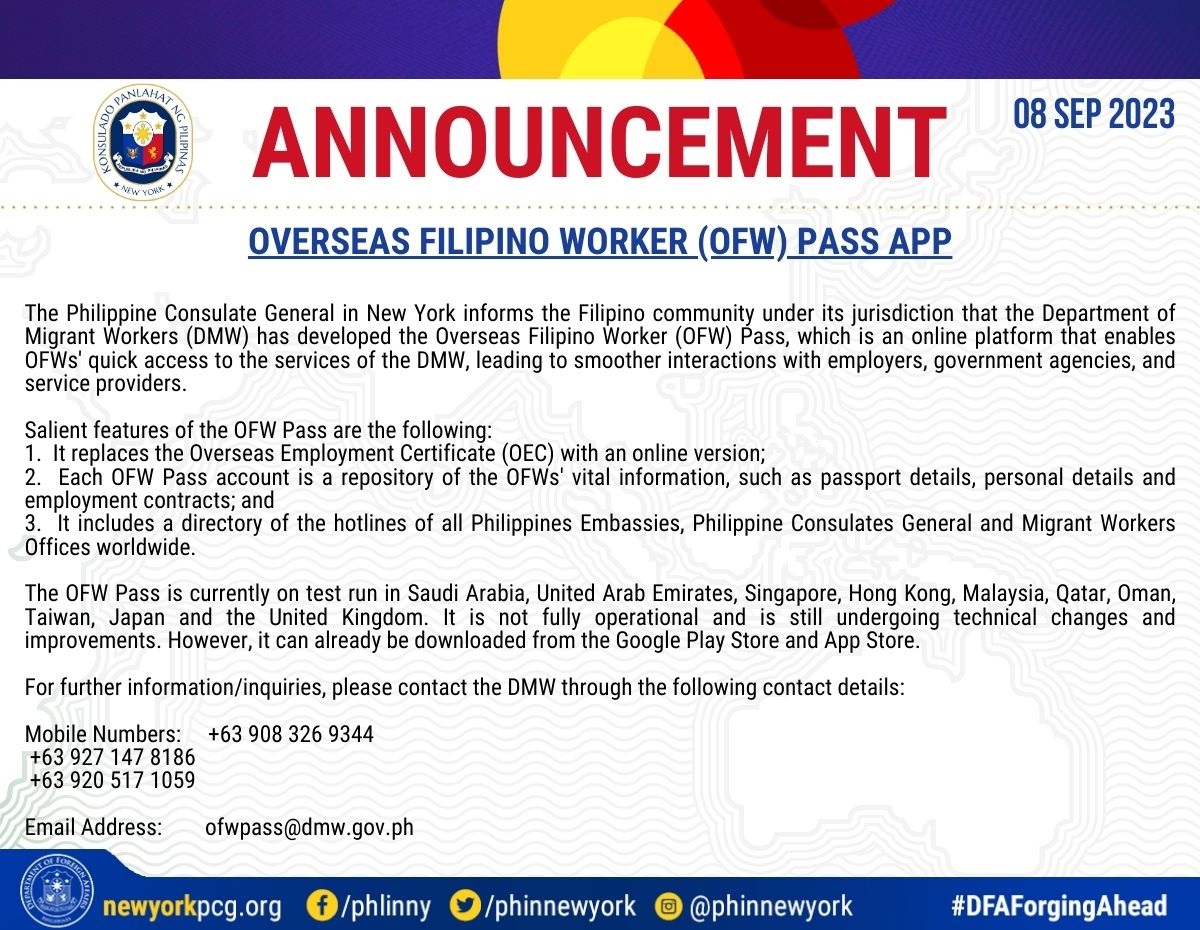 KONSULADO PANLAHAT NG PILIPINAS
★ NEW YORK ★
ANNOUNCEMENT
08 SEP 2023
OVERSEAS FILIPINO WORKER (OFW) PASS APP
The Philippine Consulate General in New York informs the Filipino community under its jurisdiction that the Department of
Migrant Workers (DMW) has developed the Overseas Filipino Worker (OFW) Pass, which is an online platform that enables
OFWs' quick access to the services of the DMW, leading to smoother interactions with employers, government agencies, and
service providers.
Salient features of the OFW Pass are the following:
1. It replaces the Overseas Employment Certificate (OEC) with an online version;
2. Each OFW Pass account is a repository of the OFWs' vital information, such as passport details, personal details and
employment contracts; and
3. It includes a directory of the hotlines of all Philippines Embassies, Philippine Consulates General and Migrant Workers
Offices worldwide.
The OFW Pass is currently on test run in Saudi Arabia, United Arab Emirates, Singapore, Hong Kong, Malaysia, Qatar, Oman,
Taiwan, Japan and the United Kingdom. It is not fully operational and is still undergoing technical changes and
improvements. However, it can already be downloaded from the Google Play Store and App Store.
For further information/inquiries, please contact the DMW through the following contact details:
Mobile Numbers: +63 908 326 9344
+63 927 147 8186
+63 920 517 1059
Email Address: ofwpass@dmw.gov.ph
DEPARTMENT OF FOREIGN AFFAIRS
newyorkpcg.org /phlinny /phinnewyork @phinnewyork #DFAForgingAhead